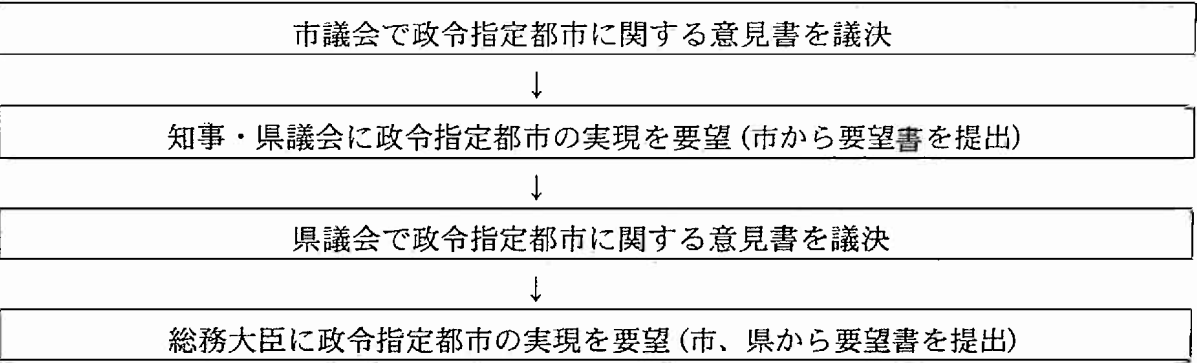 市議会で政令指定都市に関する意見書を議決
↓
知事・県議会に政令指定都市の実現を要望(市から要望書を提出)
↓
県議会で政令指定都市に関する意見書を議決
↓
総務大臣に政令指定都市の実現を要望(市、県から要望書を提出)